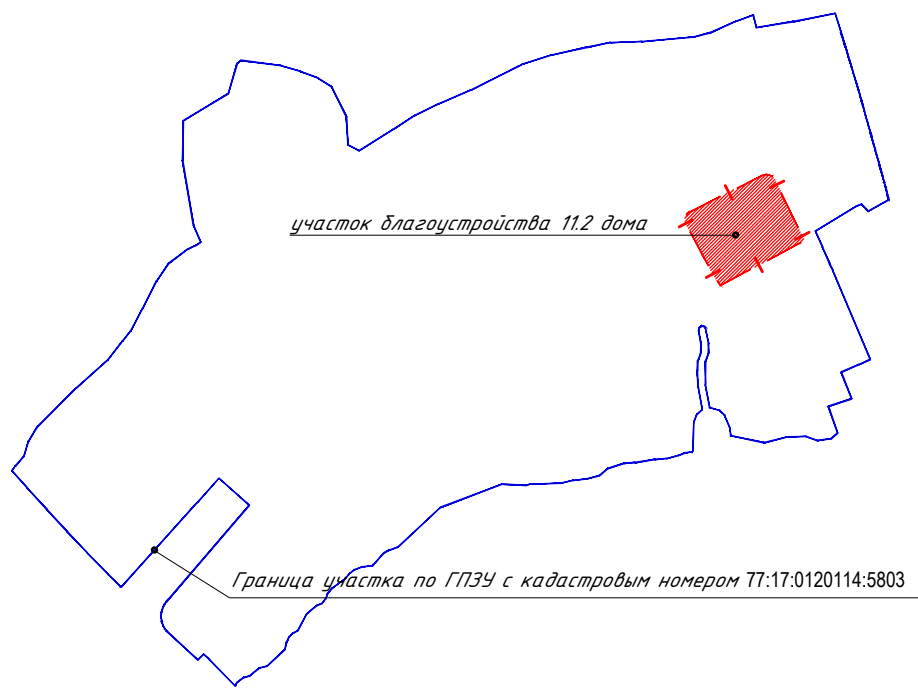 участок благоустройства 11.2 дома
Граница участка по ГПЗУ с кадастровым номером 77:17:0120114:5803